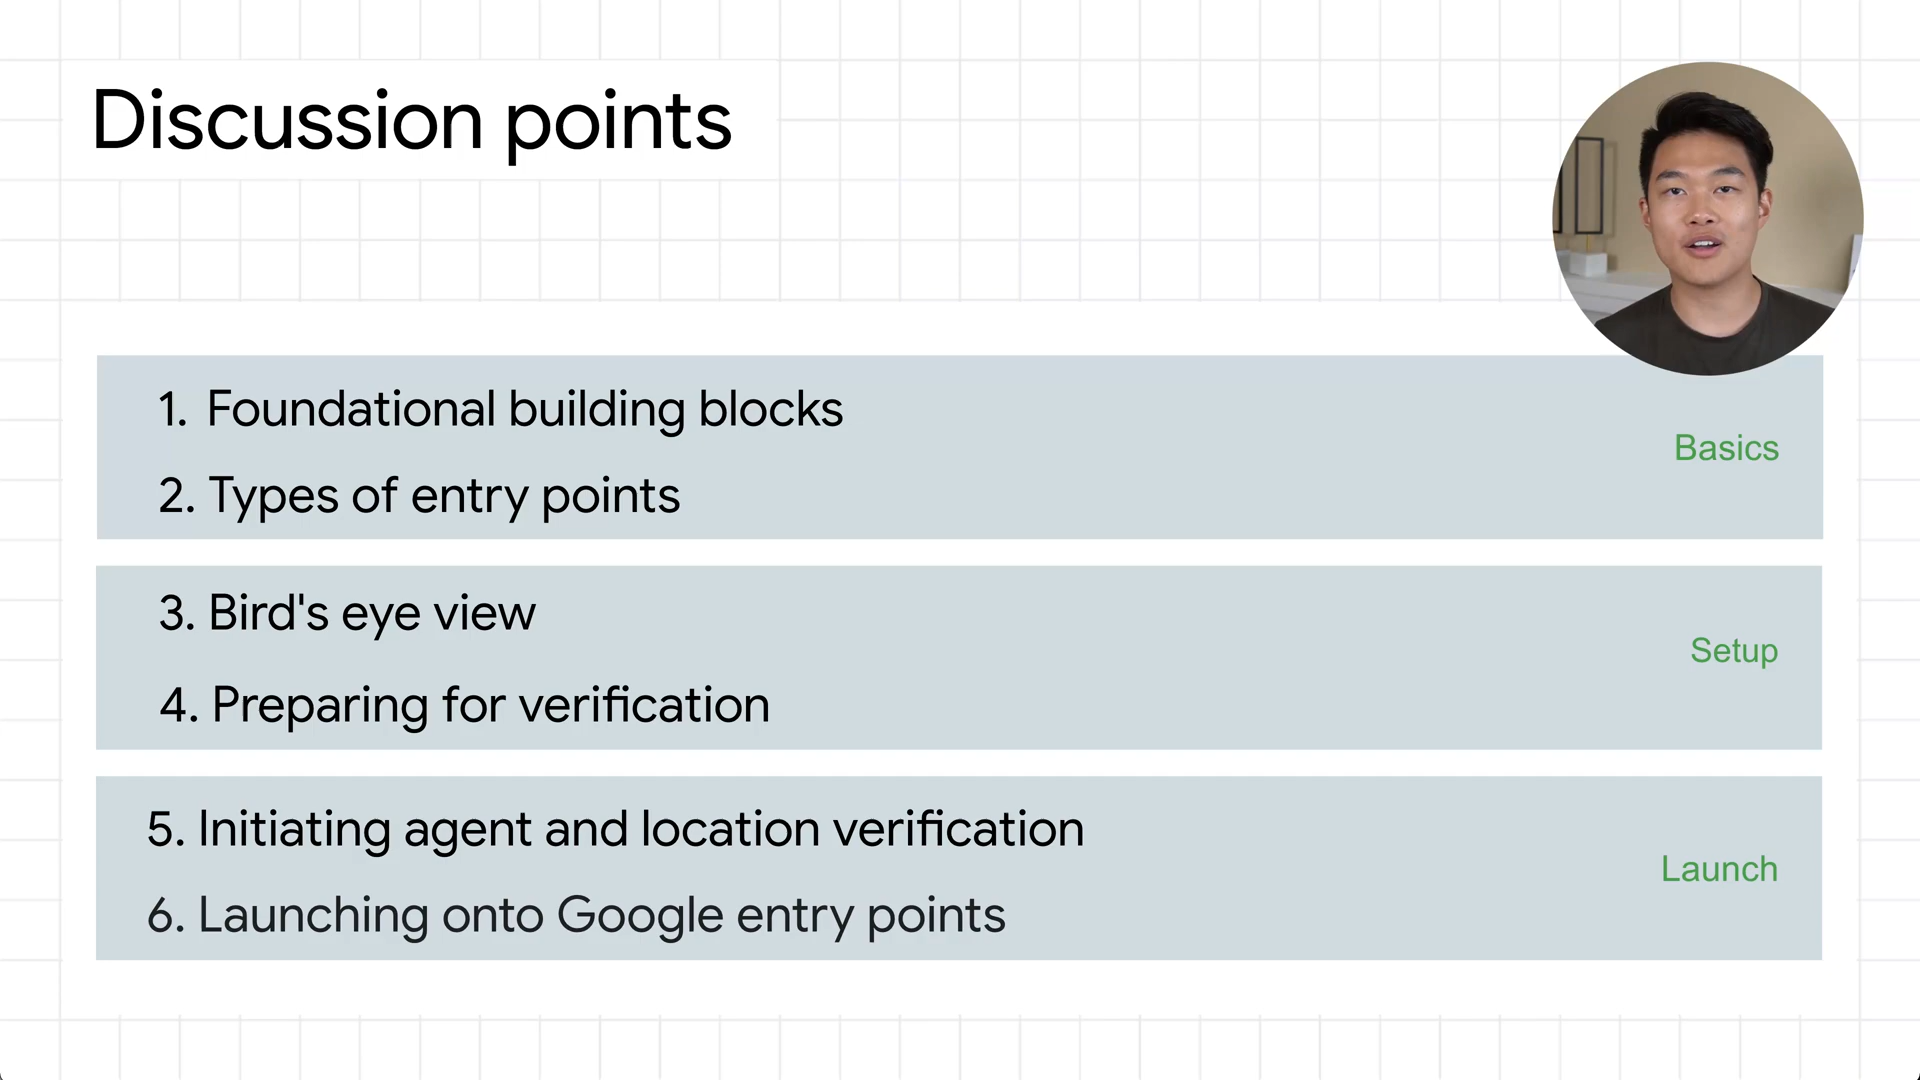 Discussion points
1. Foundational building blocks
2. Types of entry points
Basics
3. Bird's eye view
4. Preparing for verification
Setup
5. Initiating agent and location verification
6. Launching onto Google entry points
Launch